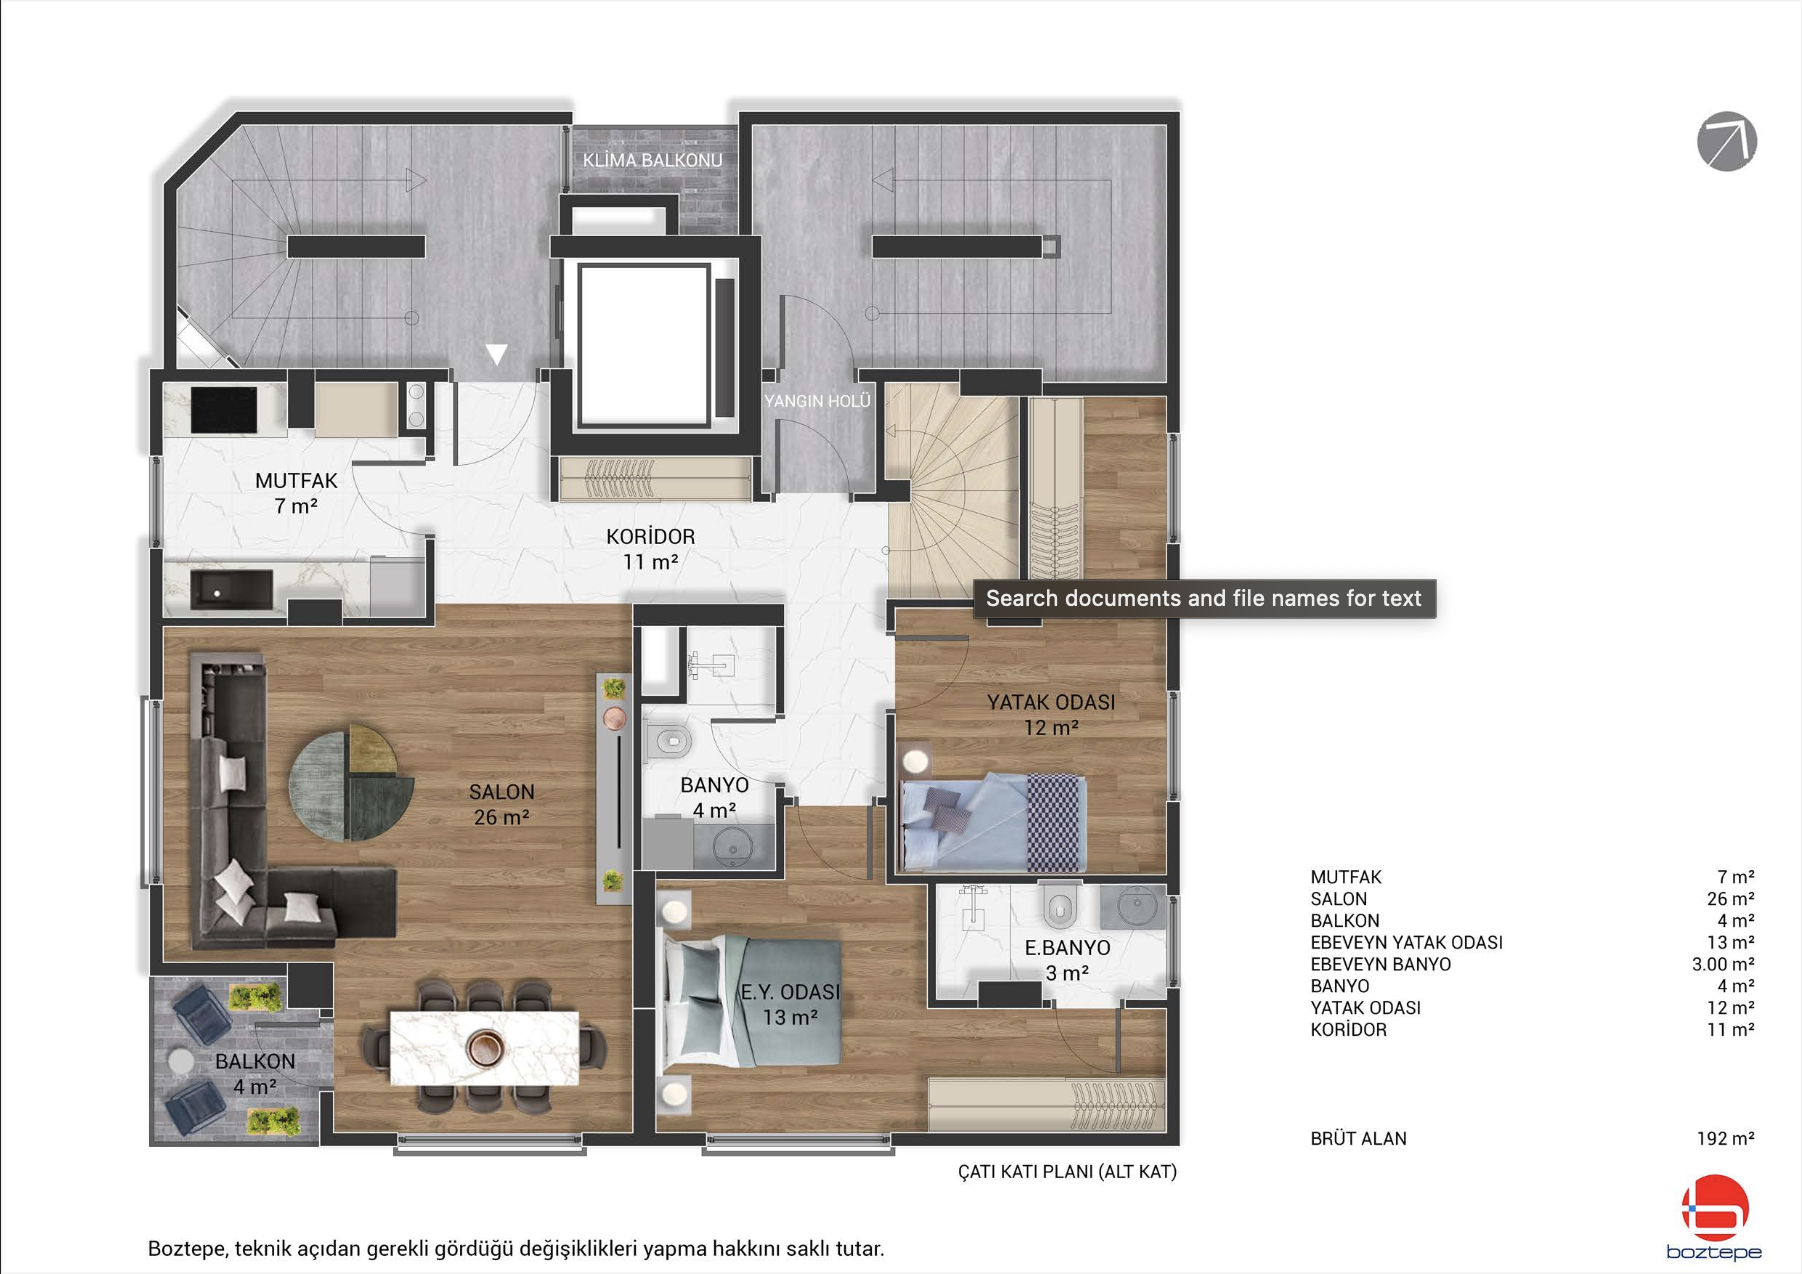 KLİMA BALKONU
YANGIN HOLÜ
MUTFAK
7 m²
KORİDOR
11 m²
Search documents and file names for text
YATAK ODASI
12 m²
SALON
26 m²
BANYO
4 m²
E.BANYO
3 m²
E.Y. ODASI
13 m²
BALKON
4 m²
MUTFAK 7 m²
SALON 26 m²
BALKON 4 m²
EBEVEYN YATAK ODASI 13 m²
EBEVEYN BANYO 3.00 m²
BANYO 4 m²
YATAK ODASI 12 m²
KORİDOR 11 m²
BRÜT ALAN 192 m²
ÇATI KATI PLANI (ALT KAT)
Boztepe, teknik açıdan gerekli gördüğü değişiklikleri yapma hakkını saklı tutar.
boztepe